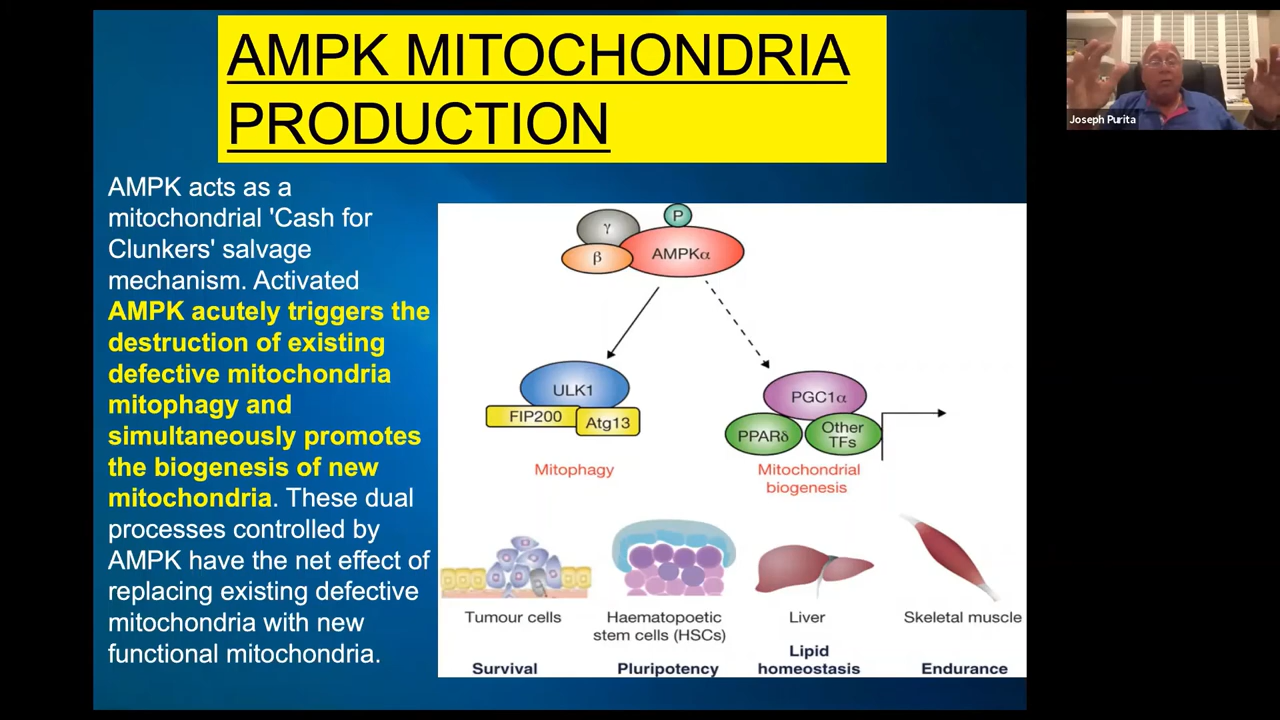 AMPK MITOCHONDRIA
PRODUCTION
AMPK acts as a
mitochondrial 'Cash for
Clunkers' salvage
mechanism. Activated
AMPK acutely triggers the
destruction of existing
defective mitochondria
mitophagy and
simultaneously promotes
the biogenesis of new
mitochondria. These dual
processes controlled by
AMPK have the net effect of
replacing existing defective
mitochondria with new
functional mitochondria.
P
γ
β
AMPKα
ULK1
FIP200
Atg13
Mitophagy
PGC1α
PPARδ
Other
TFs
Mitochondrial
biogenesis
Tumour cells
Survival
Haematopoetic
stem cells (HSCs)
Pluripotency
Liver
Lipid
homeostasis
Skeletal muscle
Endurance
Joseph Purita